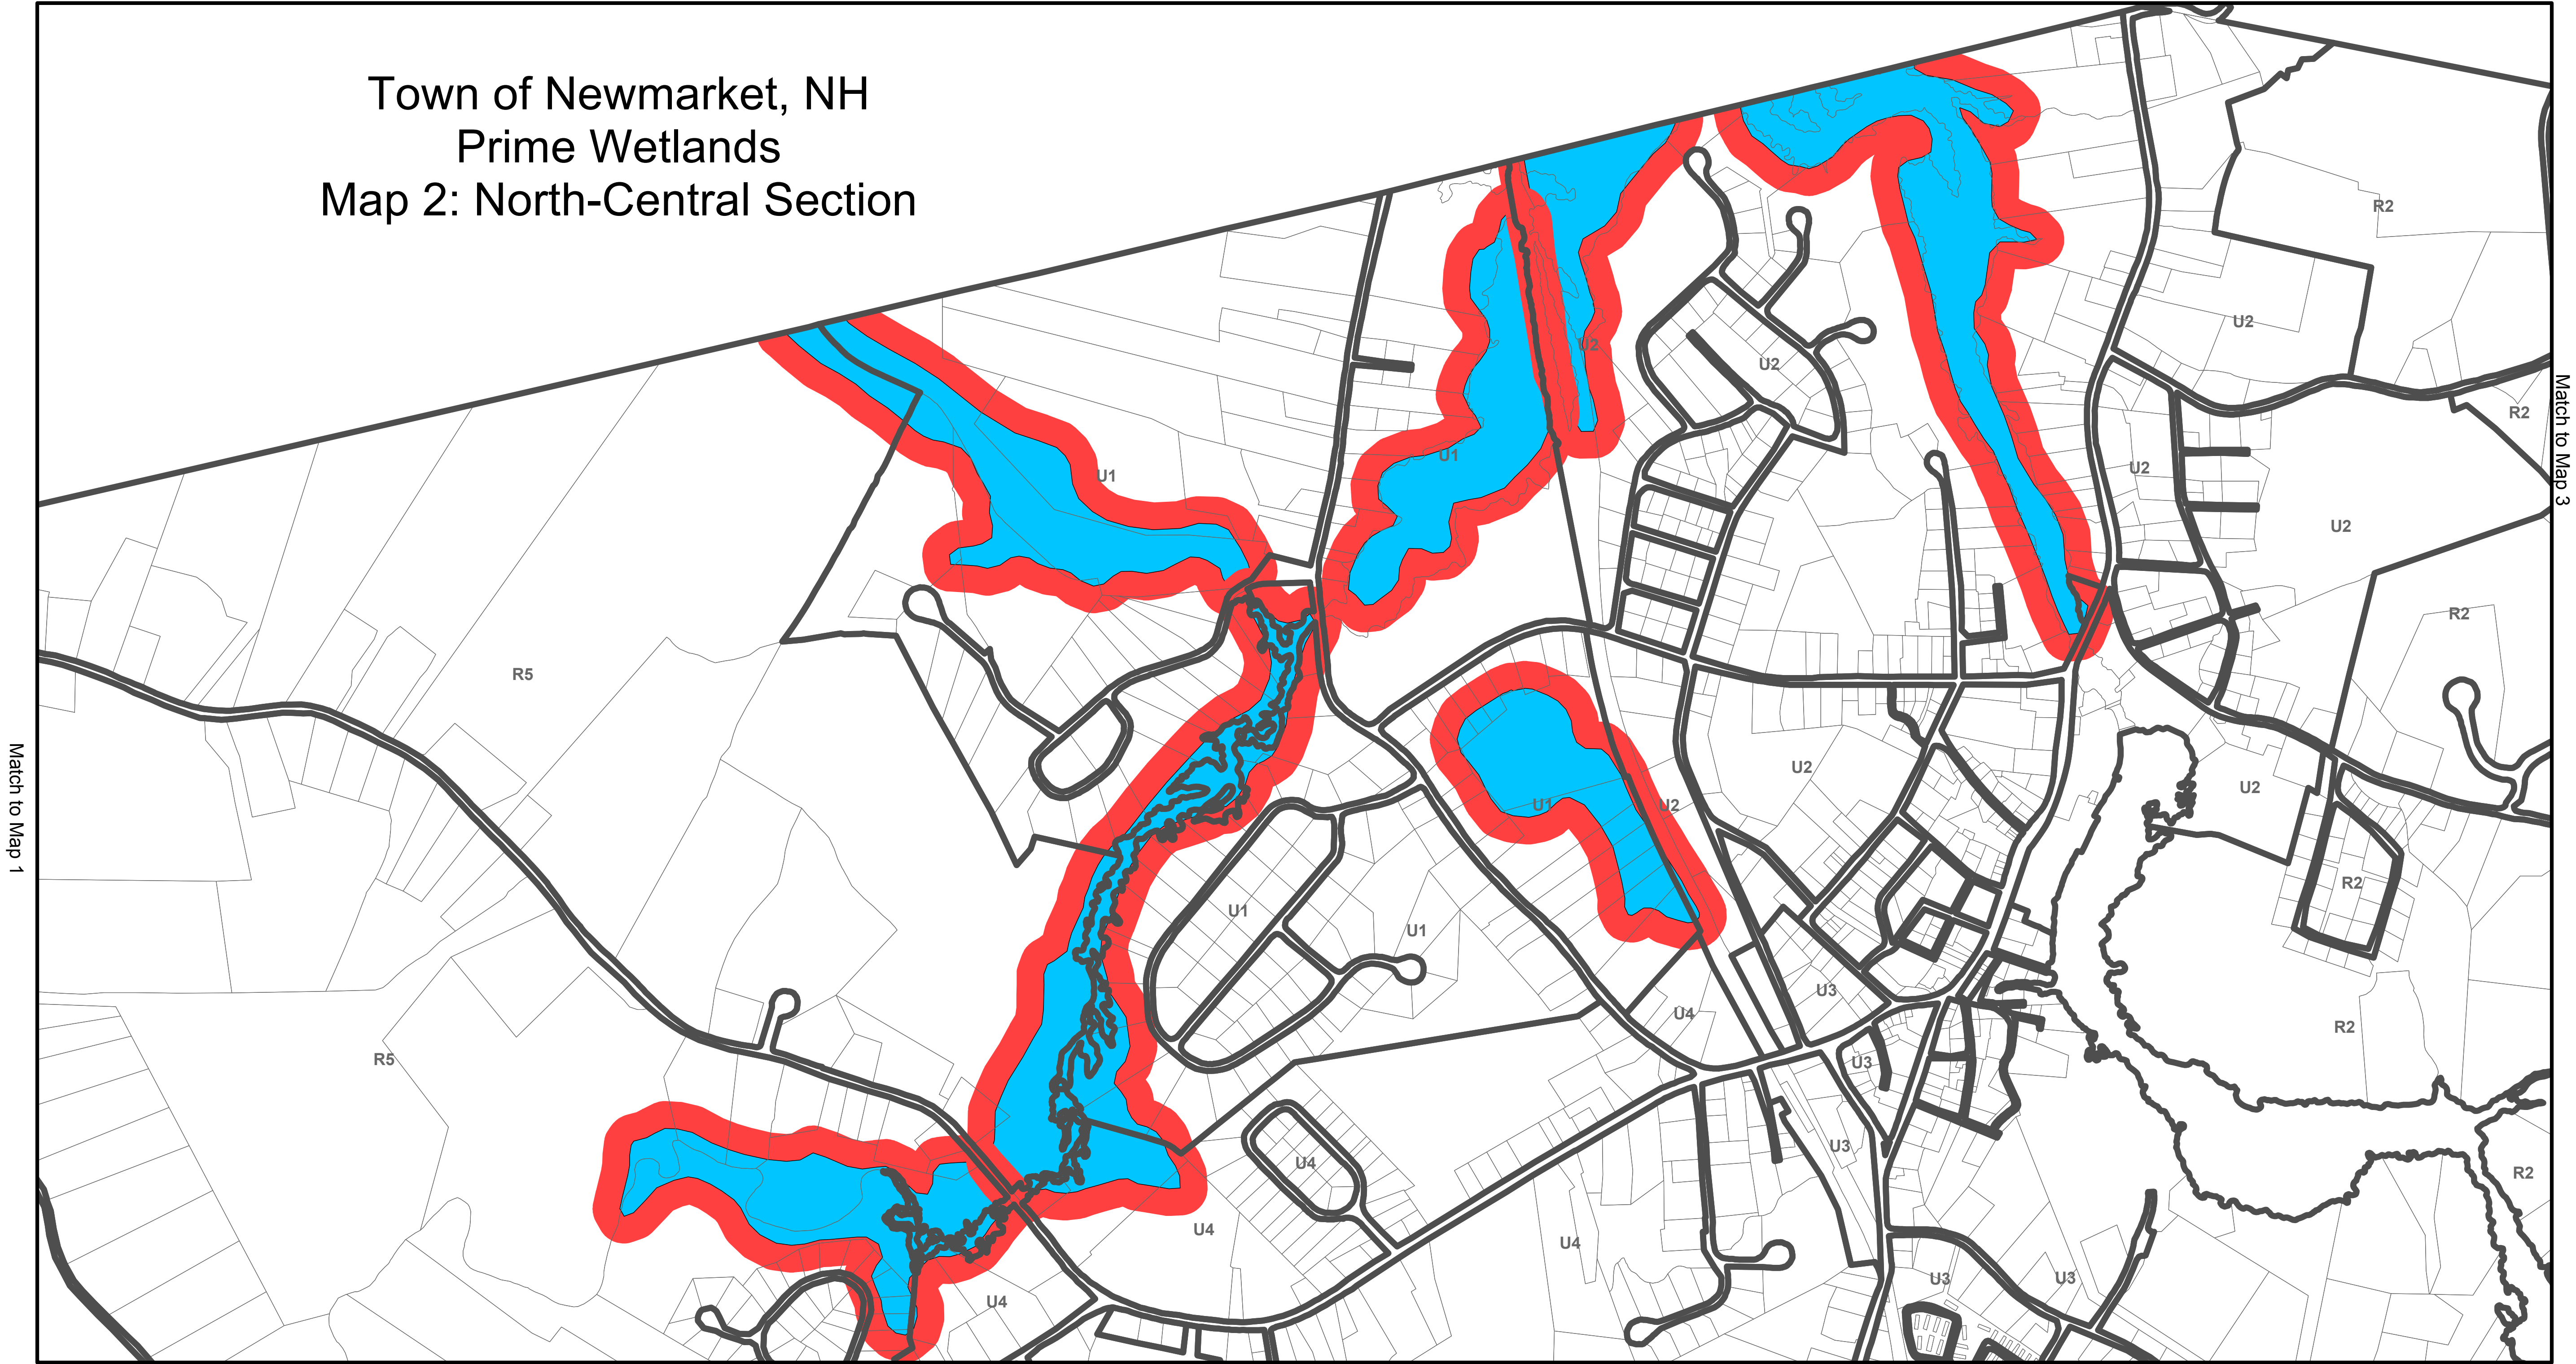 Town of Newmarket, NH
Prime Wetlands
Map 2: North-Central Section
R2
U2
U2
U2
R2
Match to Map 3
U1
U1
U2
U2
R2
R5
Match to Map 1
U1
U2
U2
U2
R2
U1
U1
U3
U4
R2
R5
U3
U3
U4
R2
U4
U4
U3
U3
U4